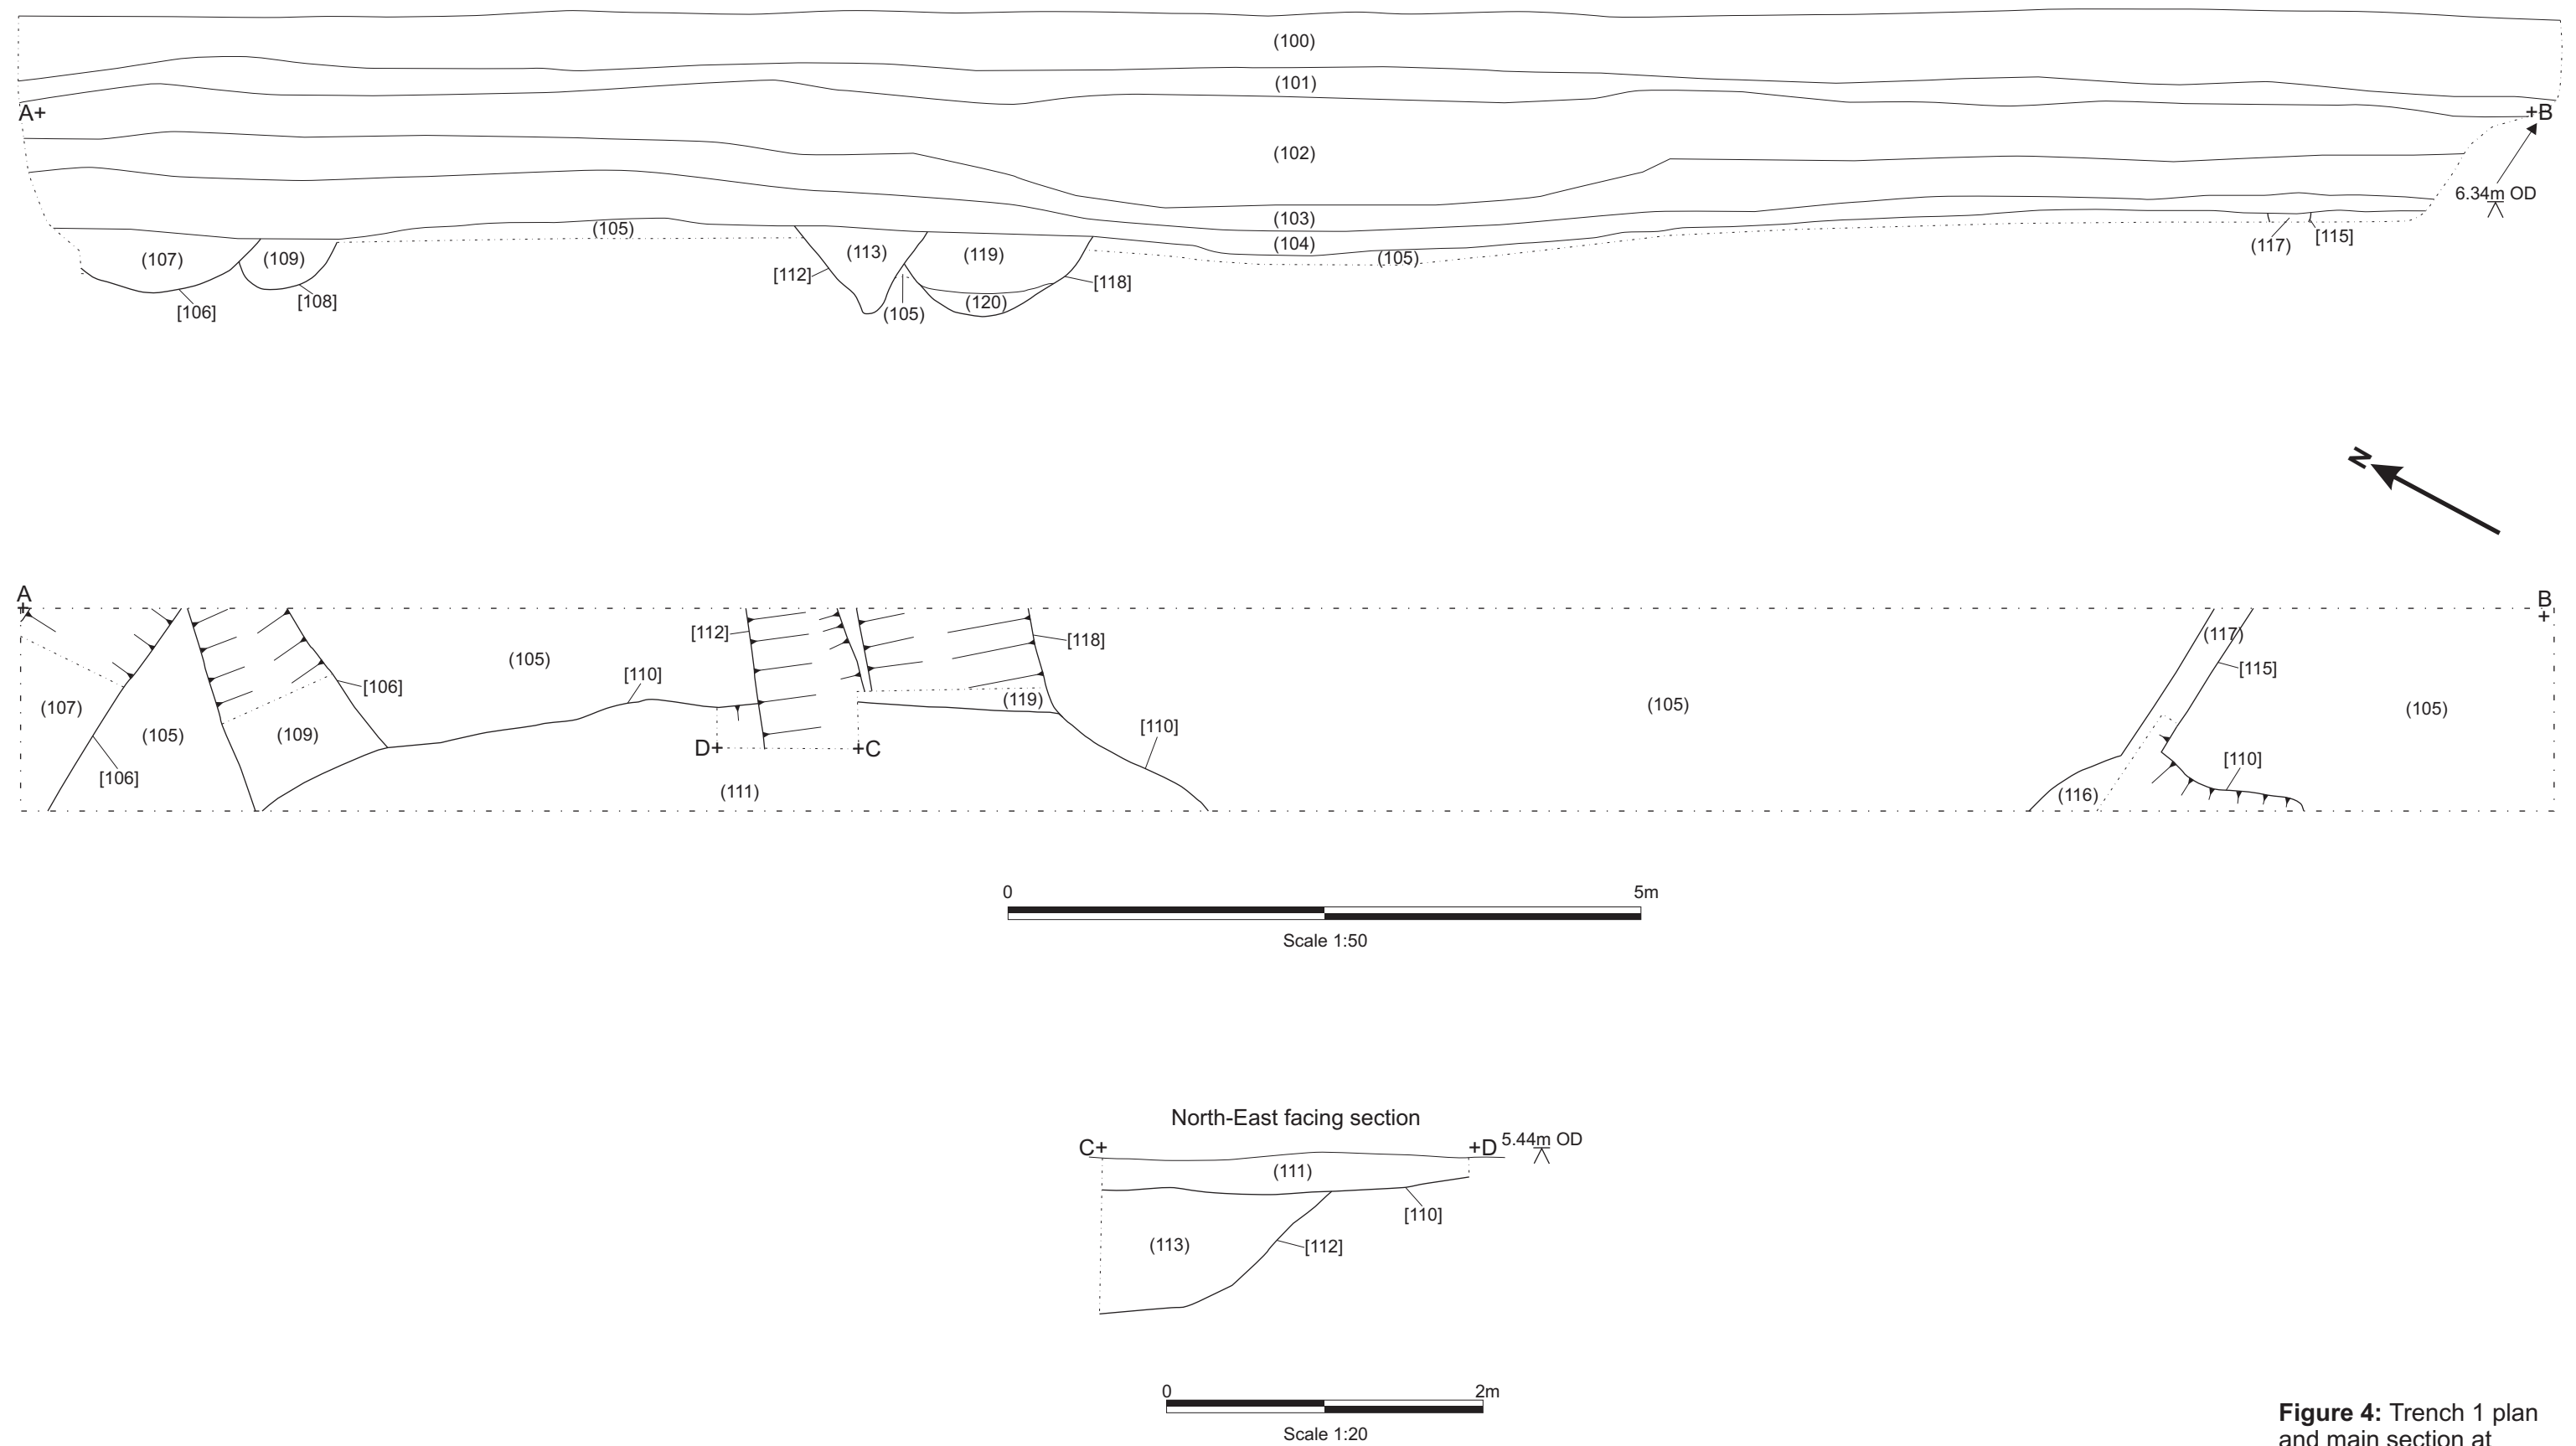 (100)
(101)
A+
+B
(102)
6.34m OD
(103)
(105)
(104)
(105)
(107)
(109)
(113)
(119)
(117)
[115]
[112]
[118]
[106]
[108]
(105)
(120)
N
A
+
B
+
[112]
[118]
(117)
(105)
[110]
[106]
[115]
(107)
(105)
(109)
(119)
[110]
(105)
(105)
D+
+C
[106]
(111)
[110]
(116)
0
5m
Scale 1:50
North-East facing section
C+
+D
5.44m OD
(111)
[110]
(113)
[112]
0
2m
Scale 1:20
Figure 4: Trench 1 plan
and main section at